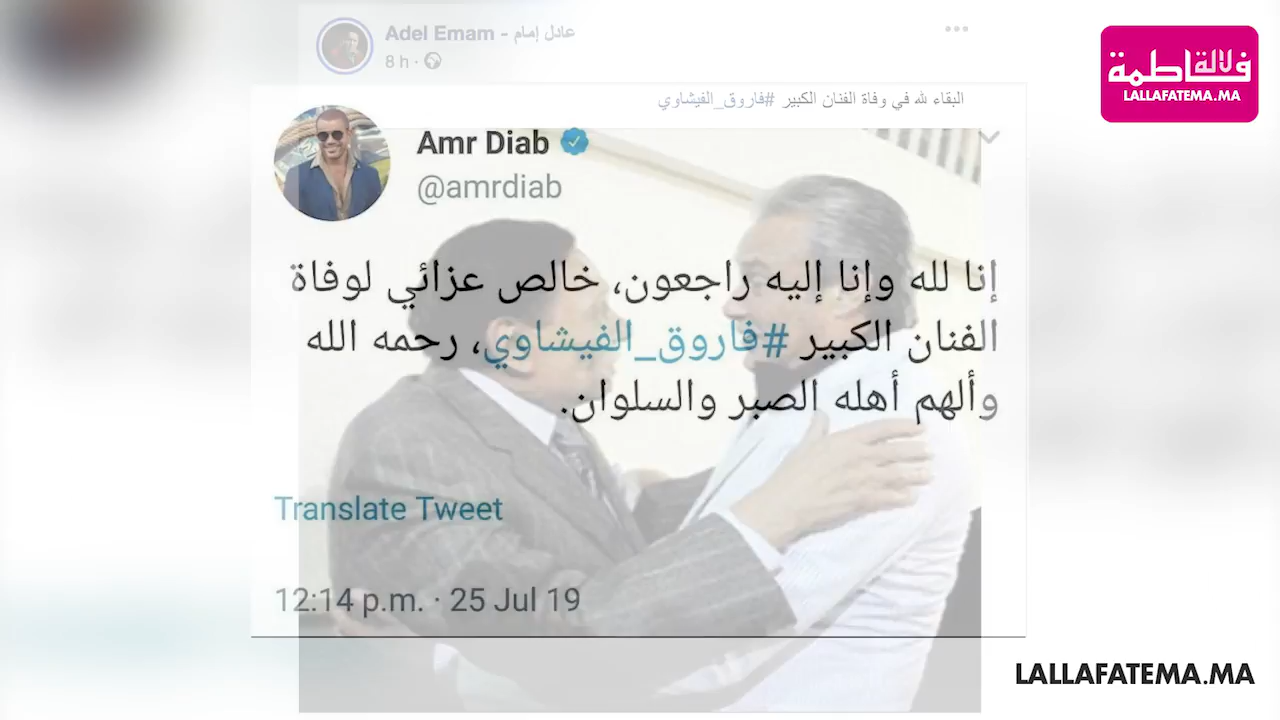 Adel Emam - عادل إمام
8 h ·
البقاء لله في وفاة الفنان الكبير #فاروق_الفيشاوي
فلالة فاطمة
LALLAFATEMA.MA
Amr Diab
@amrdiab
إنا لله وإنا إليه راجعون، خالص عزائي لوفاة
الفنان الكبير #فاروق_الفيشاوي، رحمه الله
وألهم أهله الصبر والسلوان.
Translate Tweet
12:14 p.m. · 25 Jul 19
LALLAFATEMA.MA